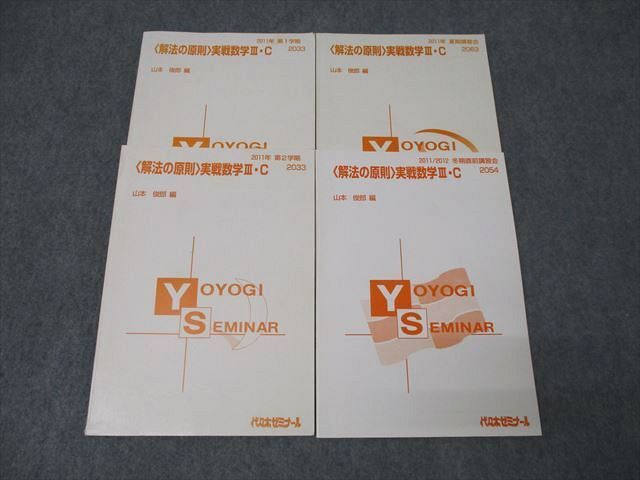 2011年 第1学期
〈解法の原則〉実戦数学Ⅲ・C 2033
山本 俊郎 編
YOYOGI
2011年 夏期講習会
〈解法の原則〉実戦数学Ⅲ・C 2063
山本 俊郎 編
YOYOGI
2011年 第2学期
〈解法の原則〉実戦数学Ⅲ・C 2033
山本 俊郎 編
YOYOGI
SEMINAR
代々木ゼミナール
2011/2012 冬期直前講習会
〈解法の原則〉実戦数学Ⅲ・C 2054
山本 俊郎 編
YOYOGI
SEMINAR
代々木ゼミナール